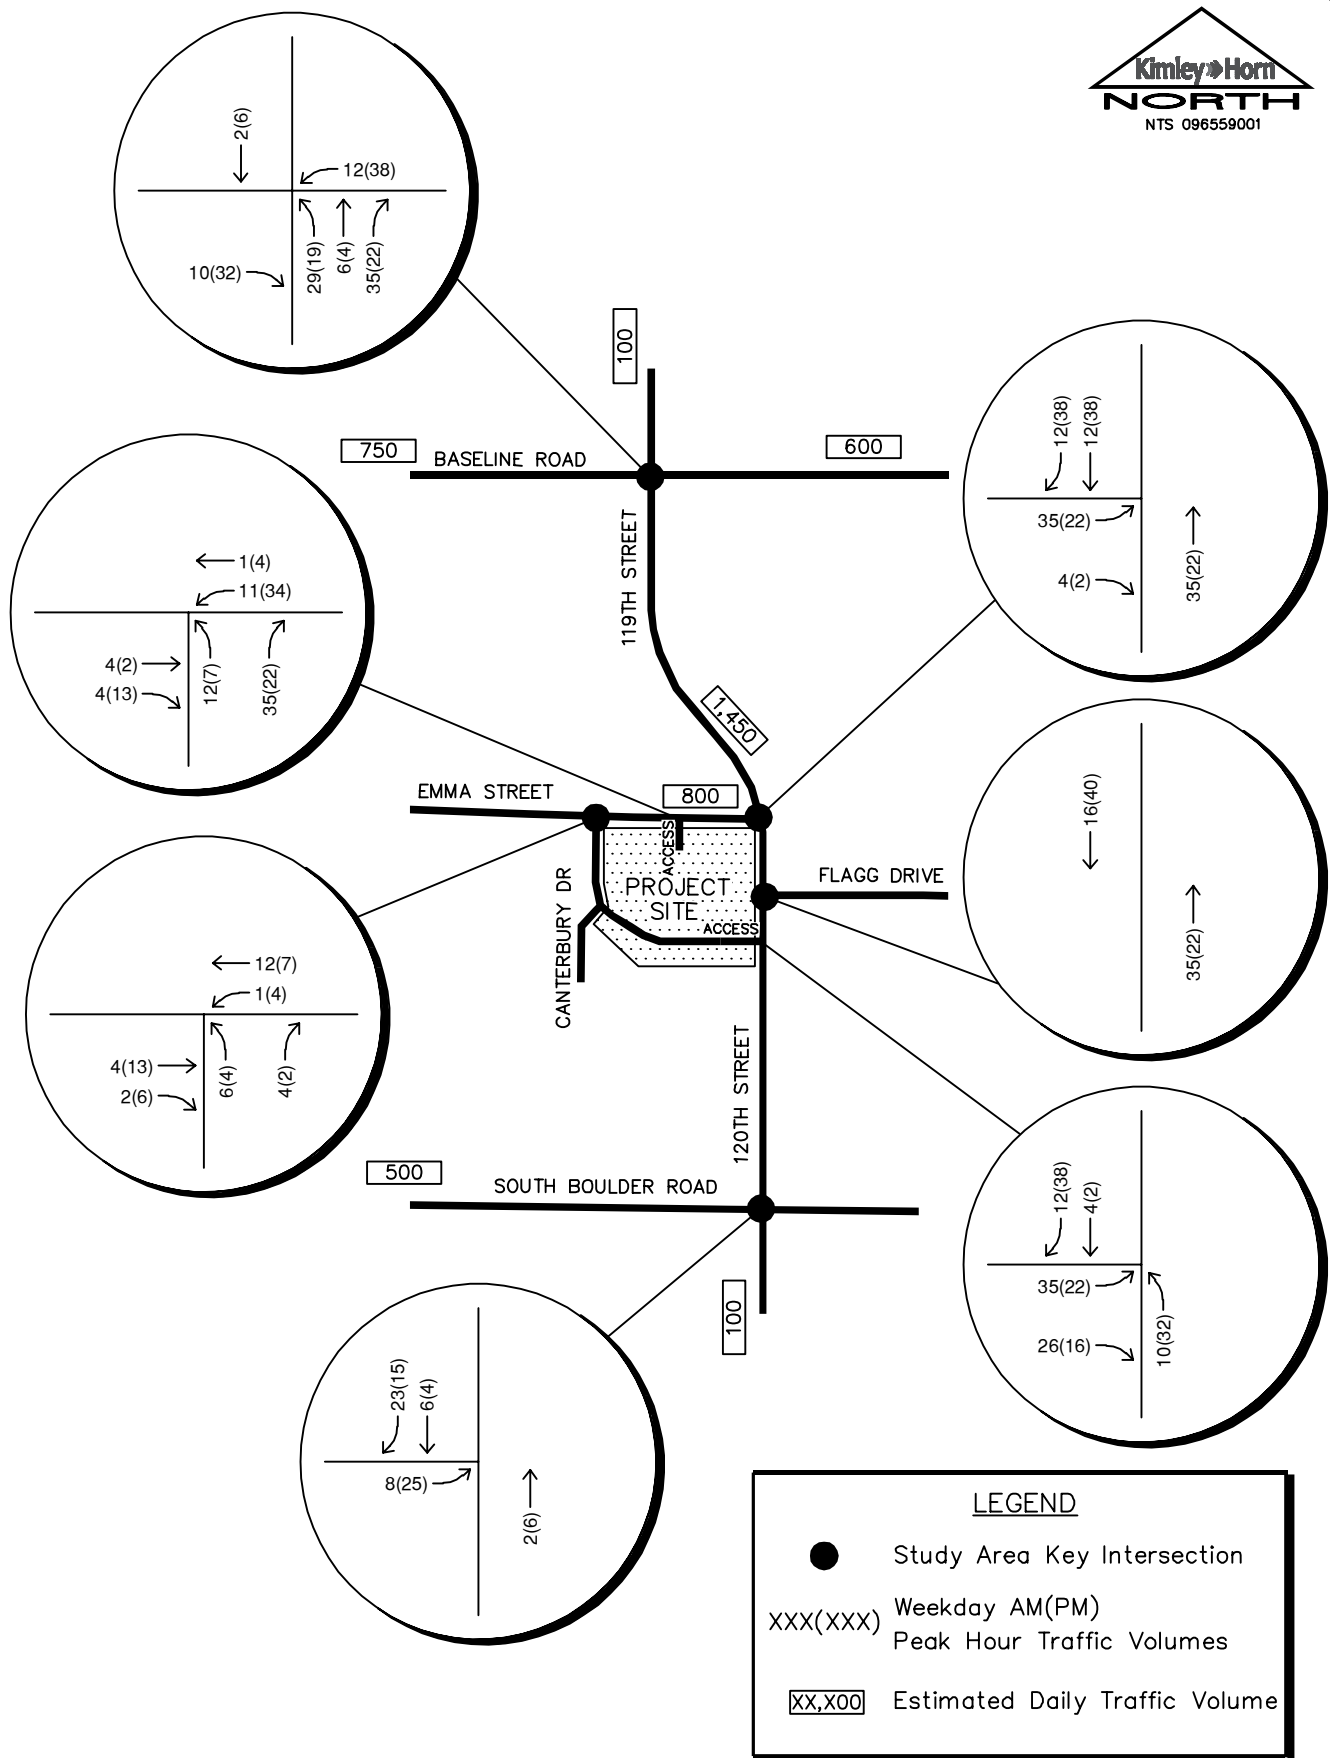 Kimley»Horn
NORTH
NTS 096559001
2(6)
12(38)
10(32)
29(19)
6(4)
35(22)
100
750
BASELINE ROAD
600
119TH STREET
12(38)
12(38)
35(22)
4(2)
35(22)
1(4)
11(34)
4(2)
4(13)
12(7)
35(22)
1,450
EMMA STREET
800
ACCESS
PROJECT
SITE
ACCESS
FLAGG DRIVE
CANTERBURY DR
16(40)
35(22)
12(7)
1(4)
4(13)
2(6)
6(4)
4(2)
120TH STREET
500
SOUTH BOULDER ROAD
100
12(38)
4(2)
35(22)
26(16)
10(32)
23(15)
6(4)
8(25)
2(6)
LEGEND
Study Area Key Intersection
XXX(XXX) Weekday AM(PM)
Peak Hour Traffic Volumes
XX,X00 Estimated Daily Traffic Volume